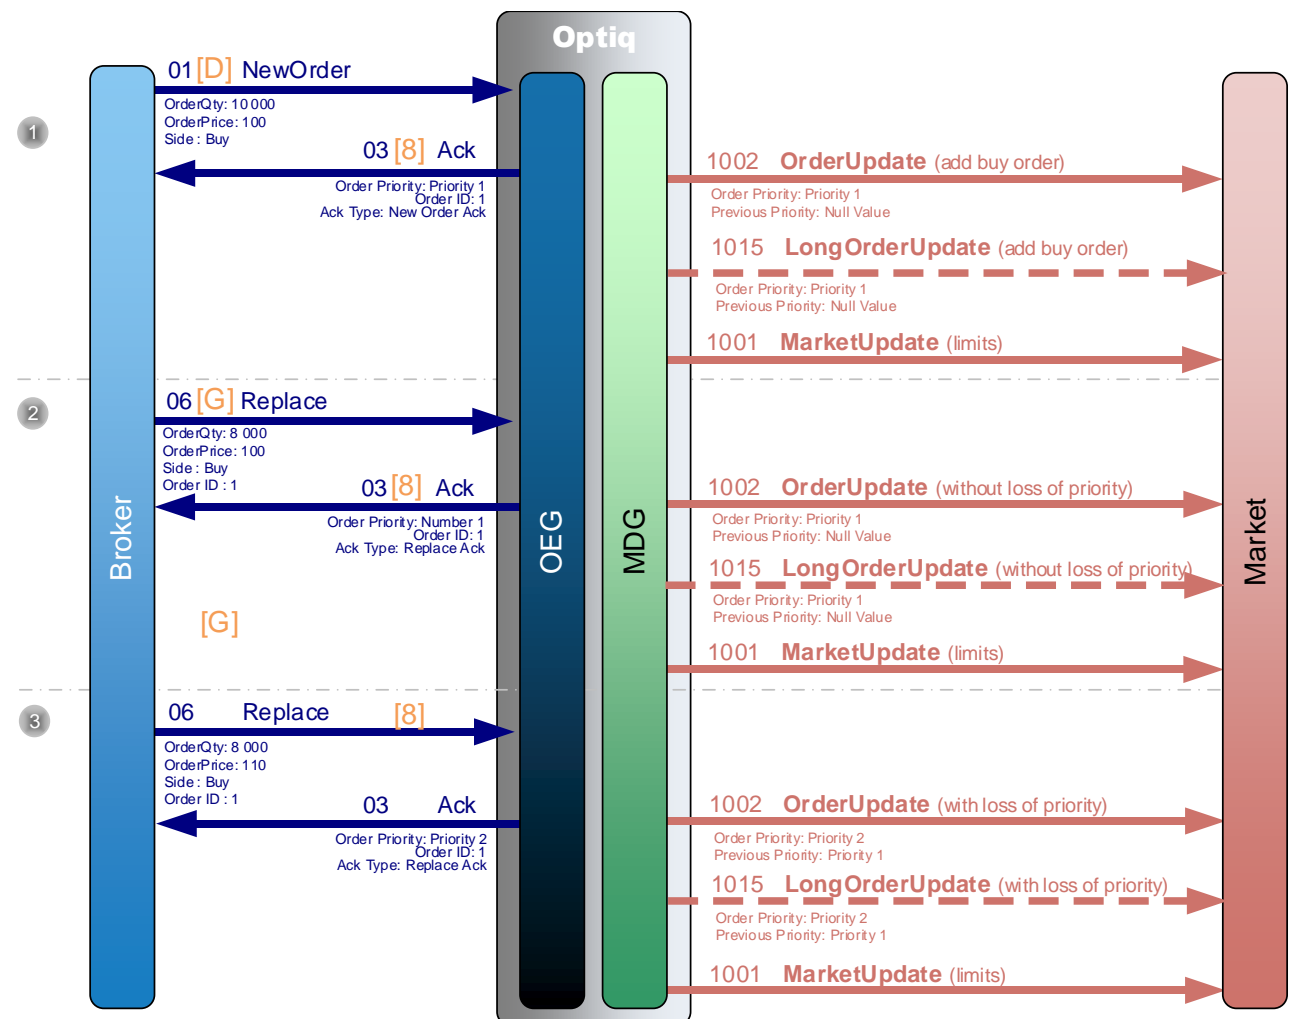 Optiq
1
01 [D] NewOrder
OrderQty: 10 000
OrderPrice: 100
Side : Buy
03 [8] Ack
Order Priority: Priority 1
Order ID: 1
Ack Type: New Order Ack
1002 OrderUpdate (add buy order)
Order Priority: Priority 1
Previous Priority: Null Value
1015 LongOrderUpdate (add buy order)
Order Priority: Priority 1
Previous Priority: Null Value
1001 MarketUpdate (limits)
2
06 [G] Replace
OrderQty: 8 000
OrderPrice: 100
Side : Buy
Order ID : 1
03 [8] Ack
Order Priority: Number 1
Order ID: 1
Ack Type: Replace Ack
1002 OrderUpdate (without loss of priority)
Order Priority: Priority 1
Previous Priority: Null Value
1015 LongOrderUpdate (without loss of priority)
Order Priority: Priority 1
Previous Priority: Null Value
1001 MarketUpdate (limits)
Broker
OEG
MDG
Market
[G]
3
06 Replace [8]
OrderQty: 8 000
OrderPrice: 110
Side : Buy
Order ID : 1
03 Ack
Order Priority: Priority 2
Order ID: 1
Ack Type: Replace Ack
1002 OrderUpdate (with loss of priority)
Order Priority: Priority 2
Previous Priority: Priority 1
1015 LongOrderUpdate (with loss of priority)
Order Priority: Priority 2
Previous Priority: Priority 1
1001 MarketUpdate (limits)